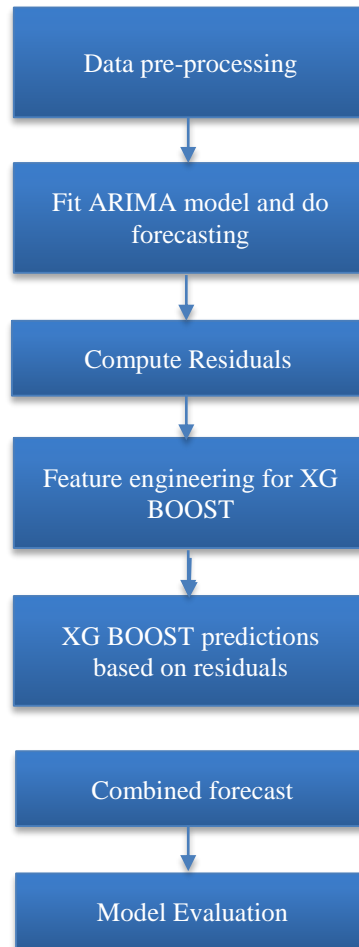 Data pre-processing
Fit ARIMA model and do
forecasting
Compute Residuals
Feature engineering for XG
BOOST
XG BOOST predictions
based on residuals
Combined forecast
Model Evaluation